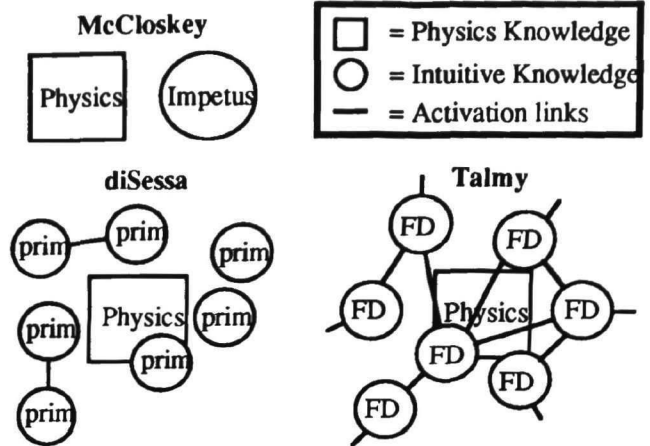 McCloskey
Physics
Impetus
= Physics Knowledge
= Intuitive Knowledge
= Activation links
diSessa
prim
prim
prim
Physics
prim
prim
prim
prim
Talmy
FD
FD
FD
Physics
FD
FD
FD
FD